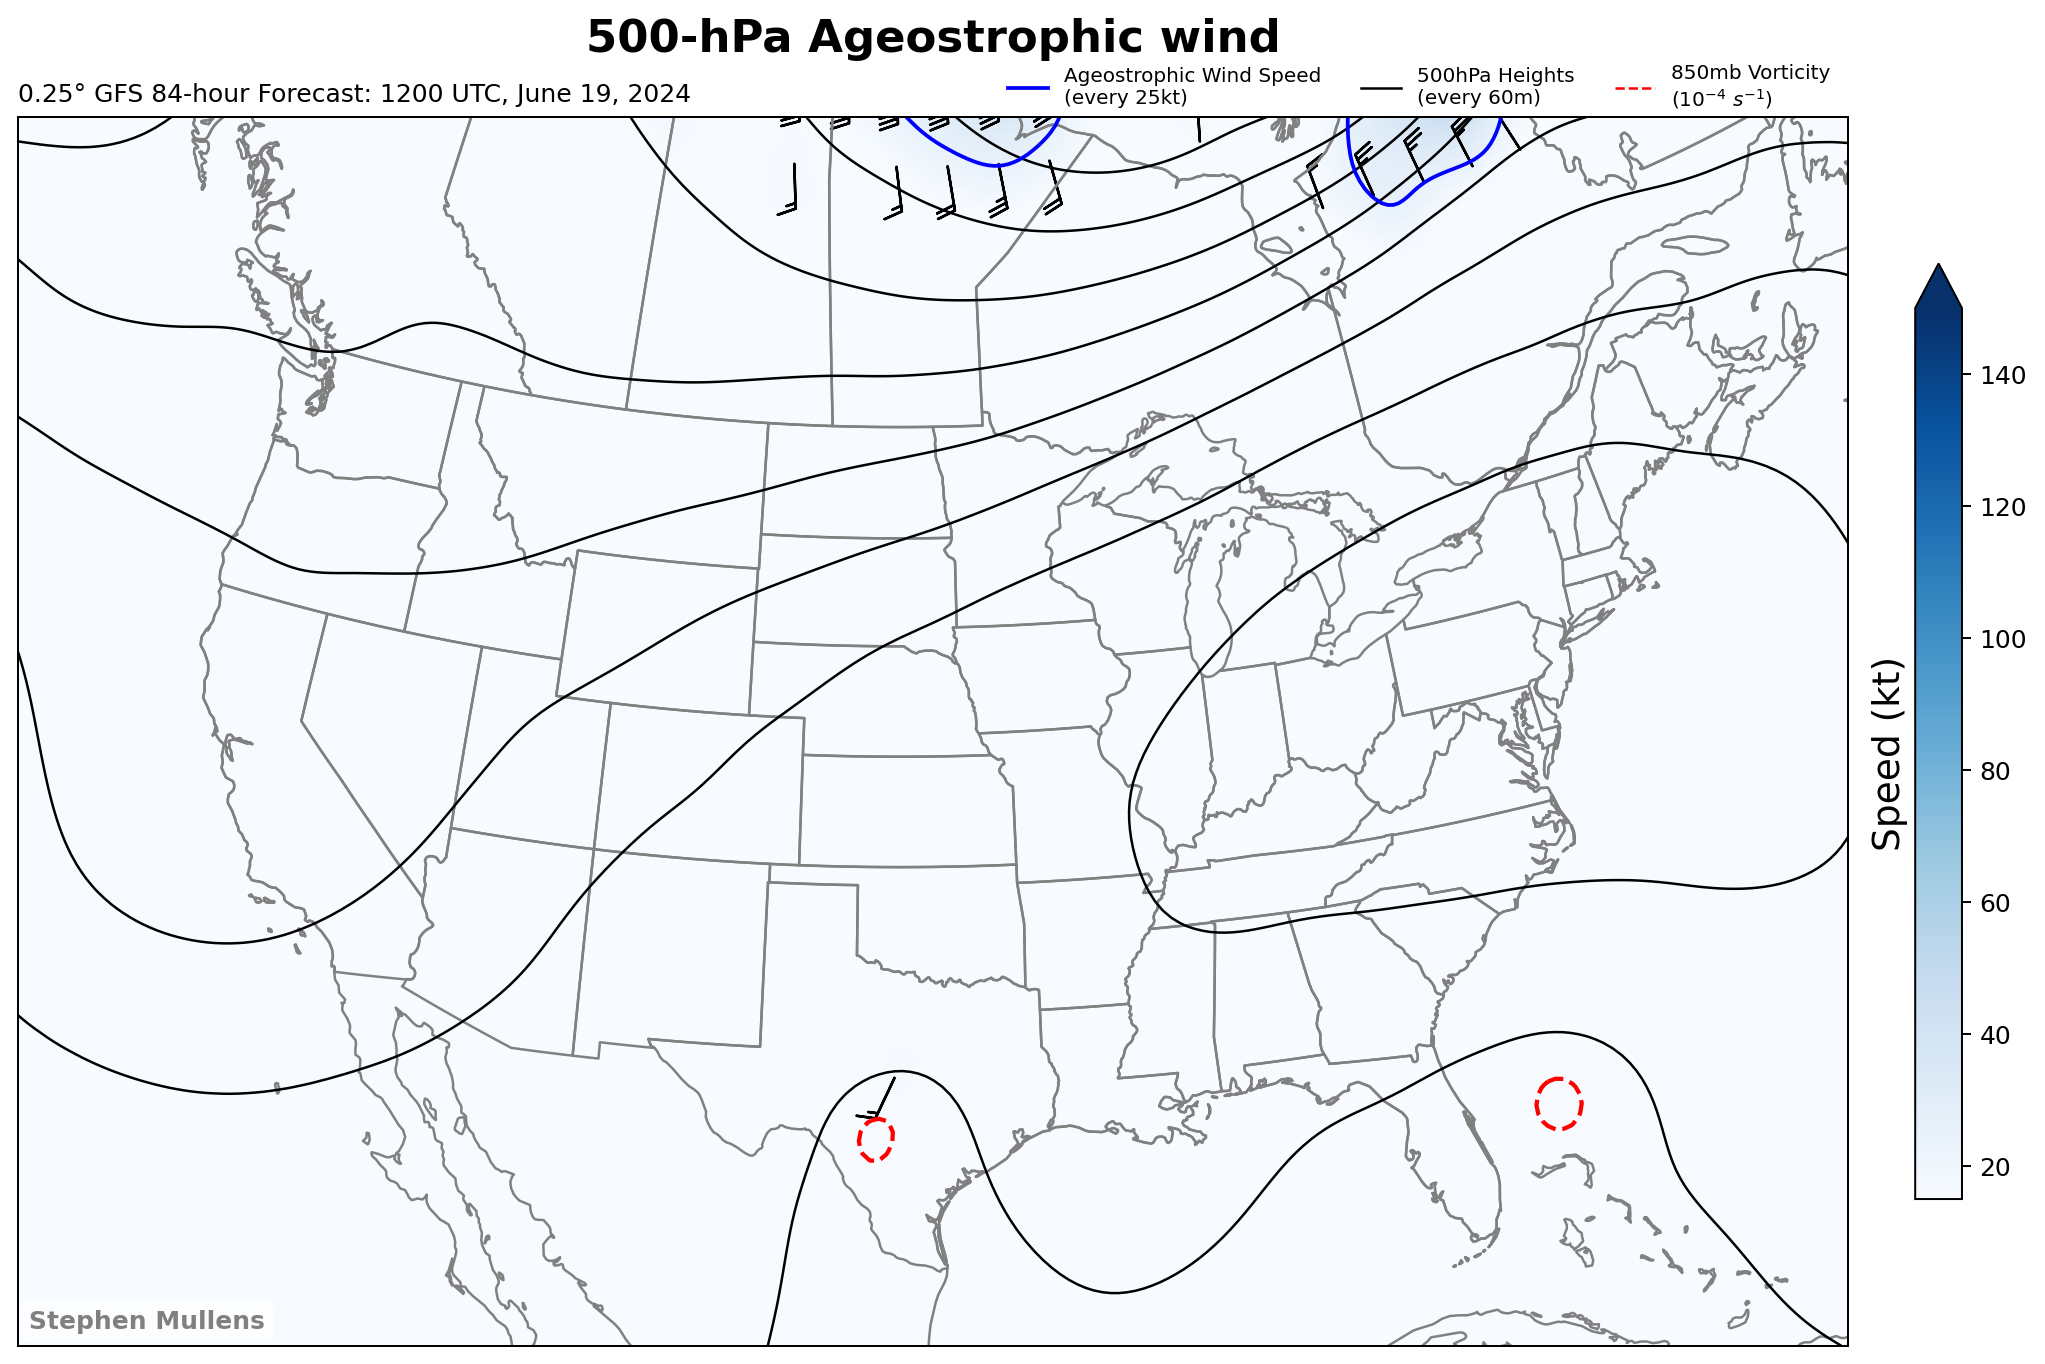 500-hPa Ageostrophic wind
0.25° GFS 84-hour Forecast: 1200 UTC, June 19, 2024
Ageostrophic Wind Speed
(every 25kt)
500hPa Heights
(every 60m)
850mb Vorticity
(10⁻⁴ s⁻¹)
140
120
100
80
60
40
20
Speed (kt)
Stephen Mullens